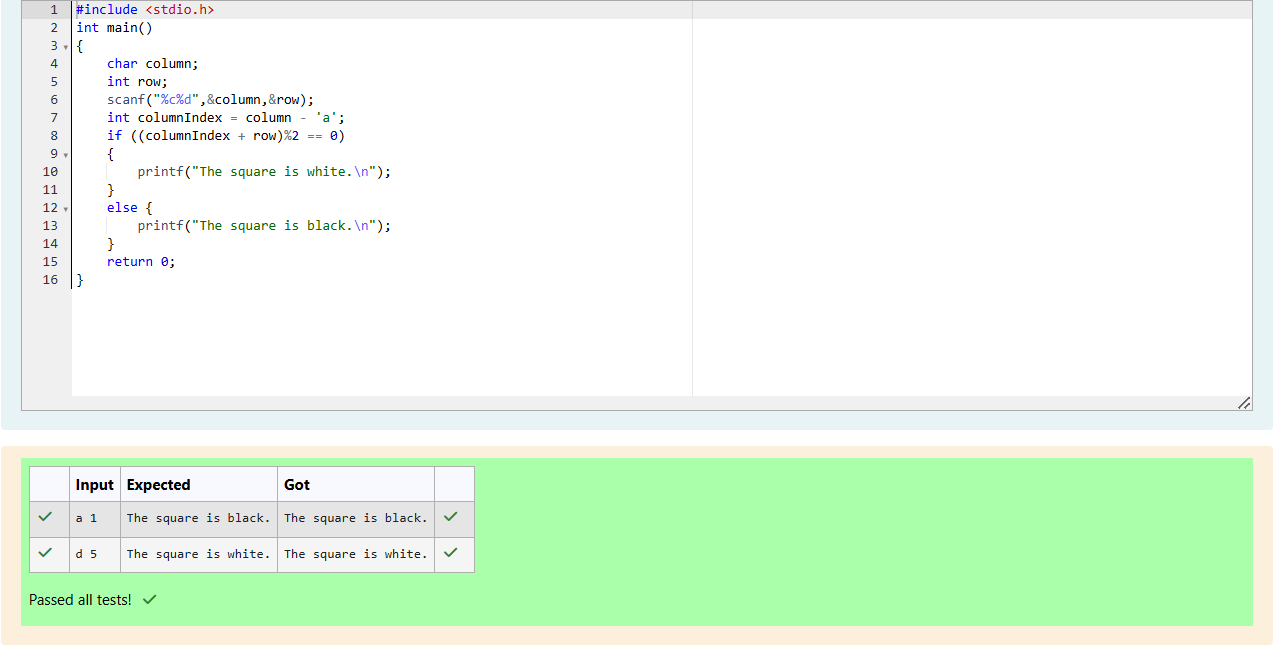 1 #include <stdio.h>
2 int main()
3 {
4     char column;
5     int row;
6     scanf("%c%d",&column,&row);
7     int columnIndex = column - 'a';
8     if ((columnIndex + row)%2 == 0)
9     {
10         printf("The square is white.\n");
11     }
12     else {
13         printf("The square is black.\n");
14     }
15     return 0;
16 }
Input Expected Got
a 1 The square is black. The square is black.
d 5 The square is white. The square is white.
Passed all tests!